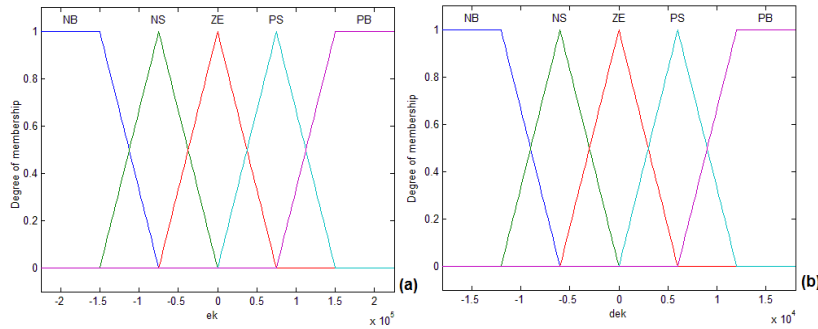 NB NS ZE PS PB
1
0.8
0.6
0.4
0.2
0
Degree of membership
-2 -1.5 -1 -0.5 0 0.5 1 1.5 2
ek
x 10^5
(a)
NB NS ZE PS PB
1
0.8
0.6
0.4
0.2
0
Degree of membership
-1.5 -1 -0.5 0 0.5 1 1.5
dek
x 10^4
(b)